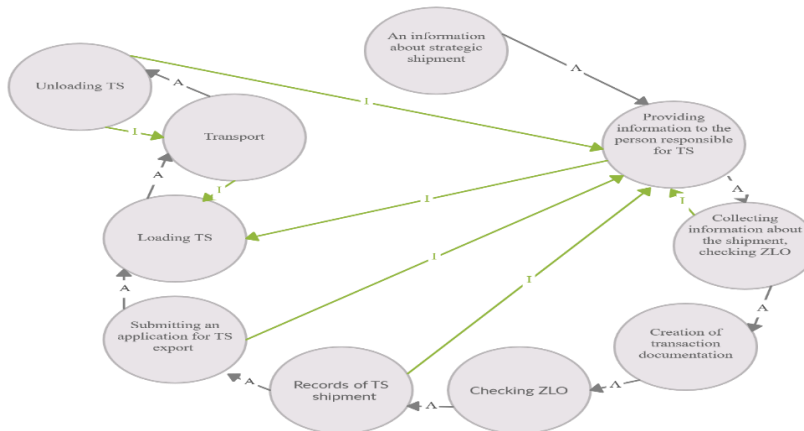 An information
about strategic
shipment
A
Unloading TS
A
I
Providing
information to the
person responsible
for TS
I
Transport
I
A
I
A
I
Collecting
information about
the shipment,
checking ZLO
Loading TS
I
I
A
I
A
Submitting an
application for TS
export
Creation of
transaction
documentation
A
Records of TS
shipment
A
Checking ZLO
A